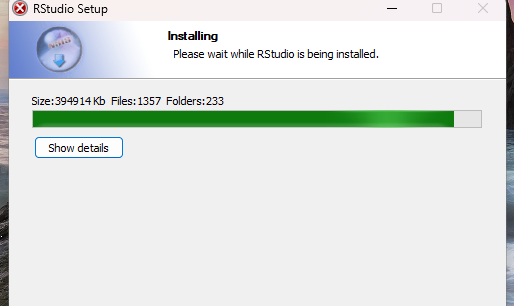 RStudio Setup
Installing
Please wait while RStudio is being installed.
Size:394914 Kb Files:1357 Folders:233
Show details